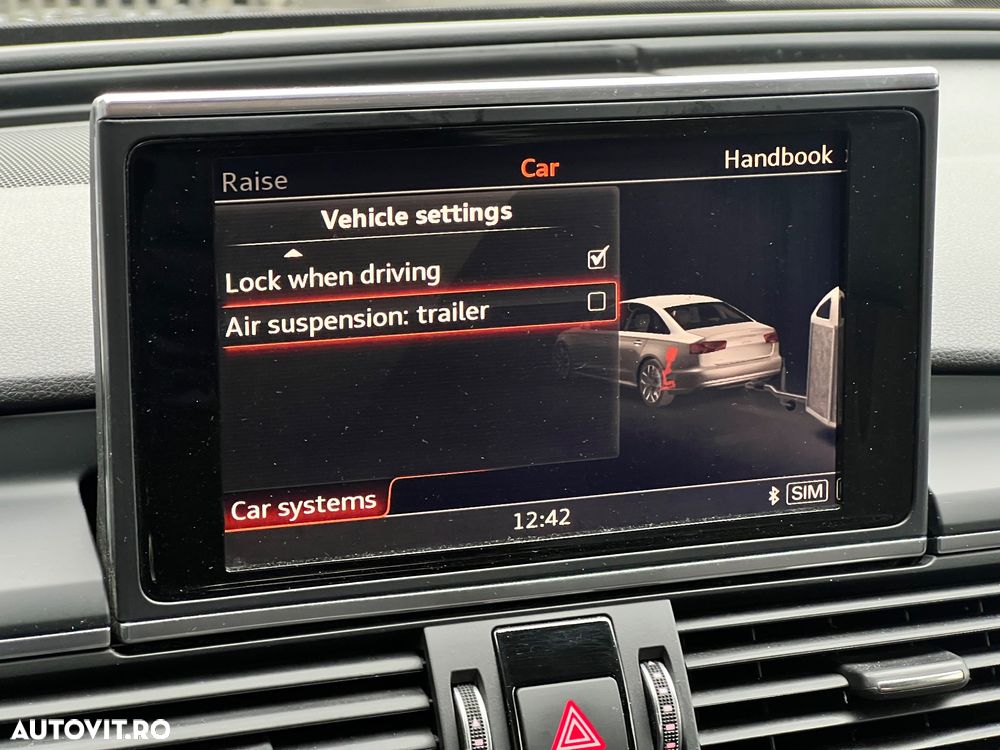 Raise
Car
Handbook
Vehicle settings
Lock when driving
Air suspension: trailer
Car systems
12:42
SIM
AUTOVIT.RO